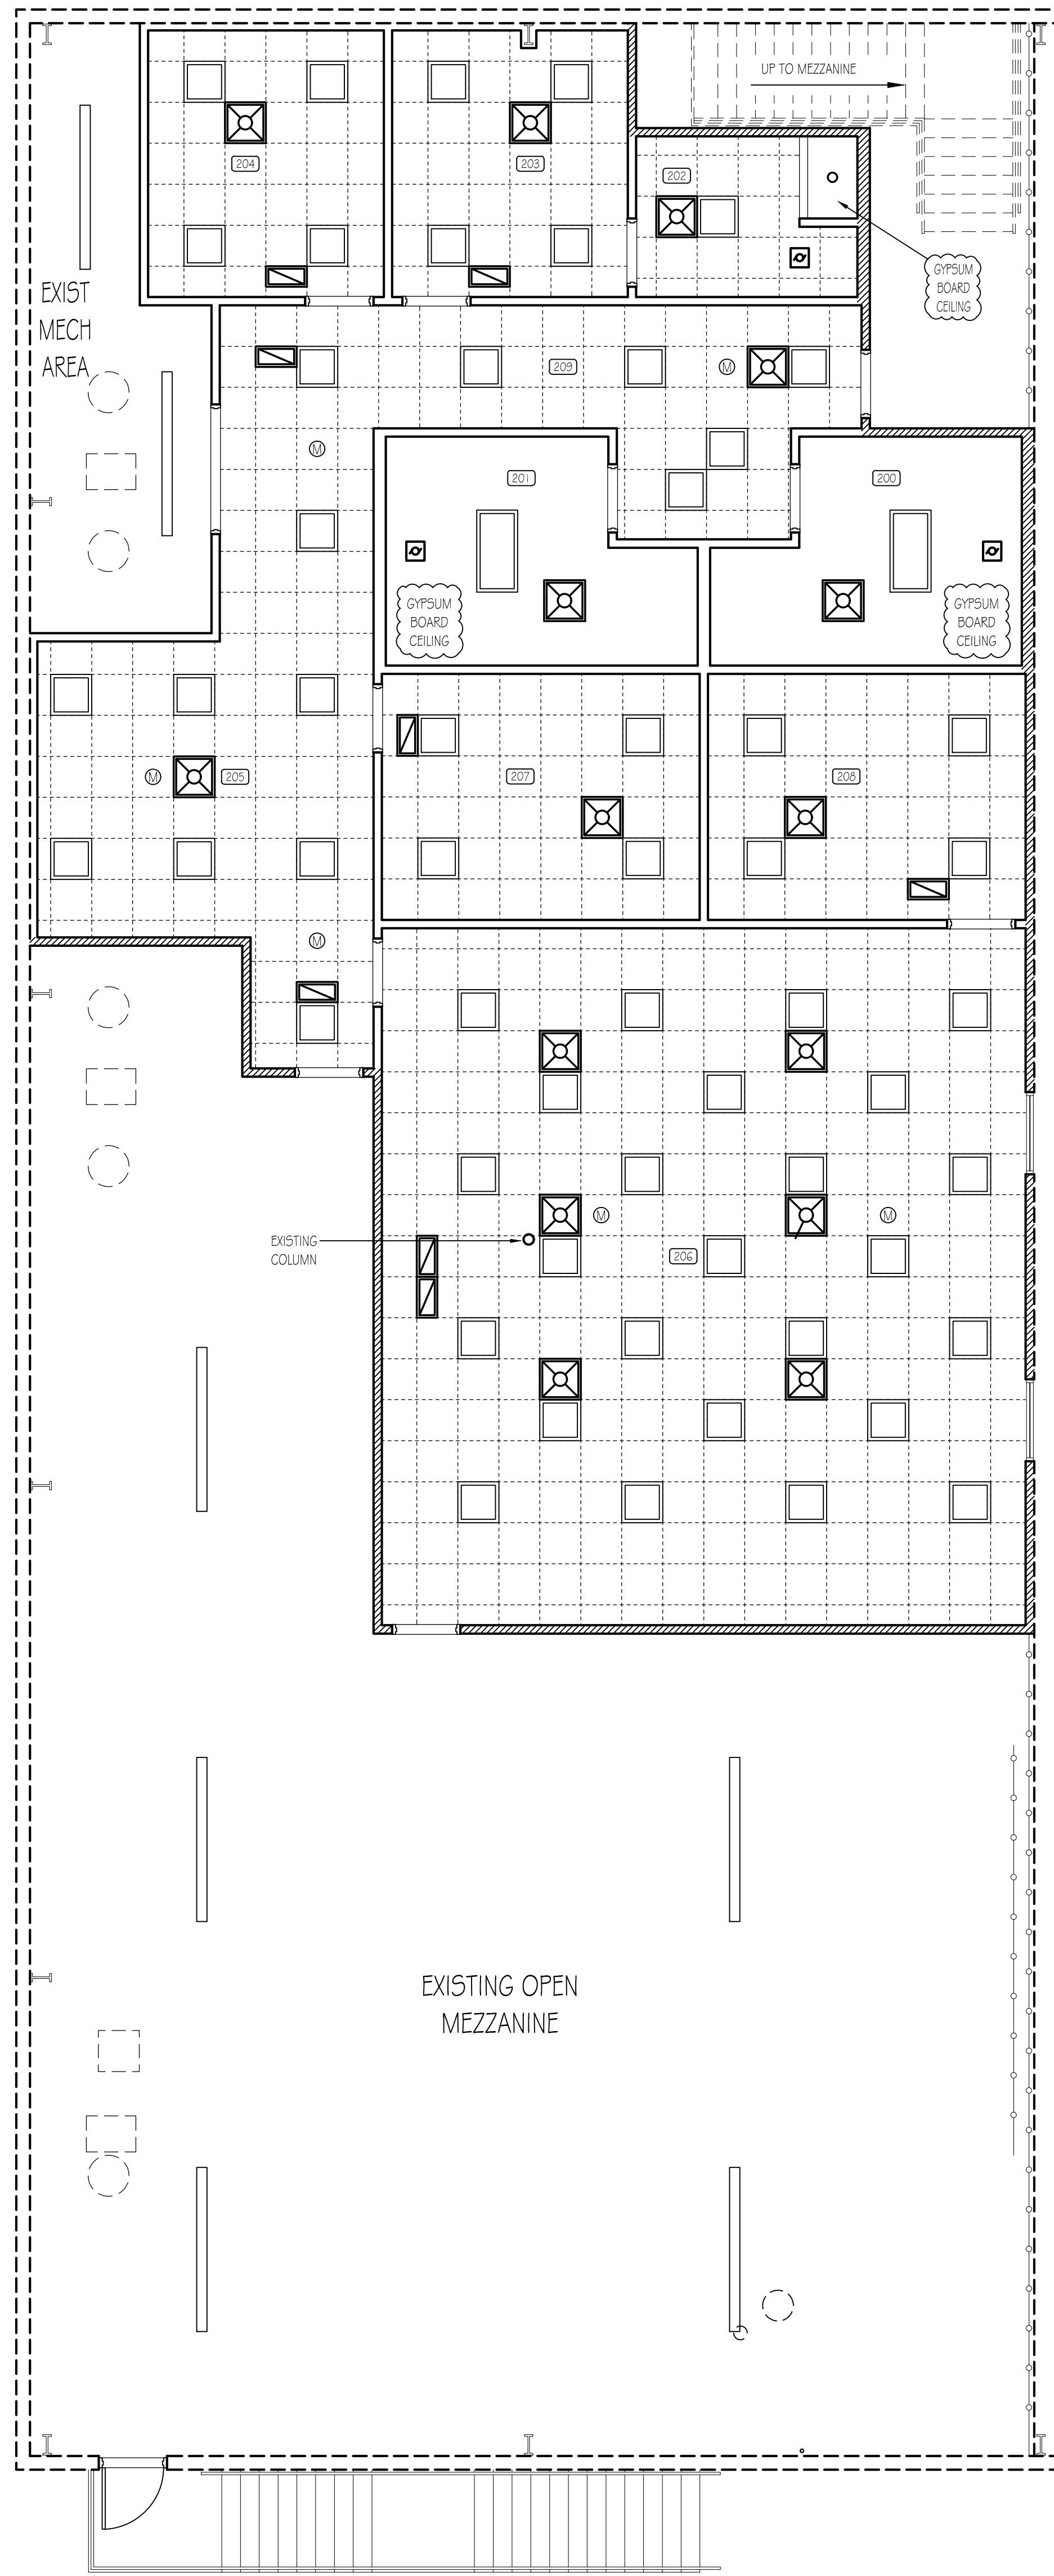 UP TO MEZZANINE
204
203
202
GYPSUM
BOARD
CEILING
EXIST
MECH
AREA
209
M
M
201
200
GYPSUM
BOARD
CEILING
GYPSUM
BOARD
CEILING
M
205
207
208
M
M
M
EXISTING
COLUMN
206
EXISTING OPEN
MEZZANINE